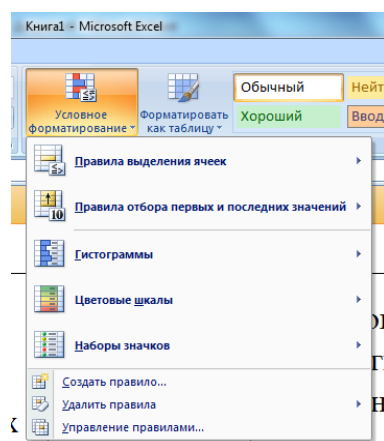 Книга1 - Microsoft Excel
Условное форматирование
Форматировать как таблицу
Обычный
Хороший
Правила выделения ячеек
Правила отбора первых и последних значений
Гистограммы
Цветовые шкалы
Наборы значков
Создать правило...
Удалить правила
Управление правилами...